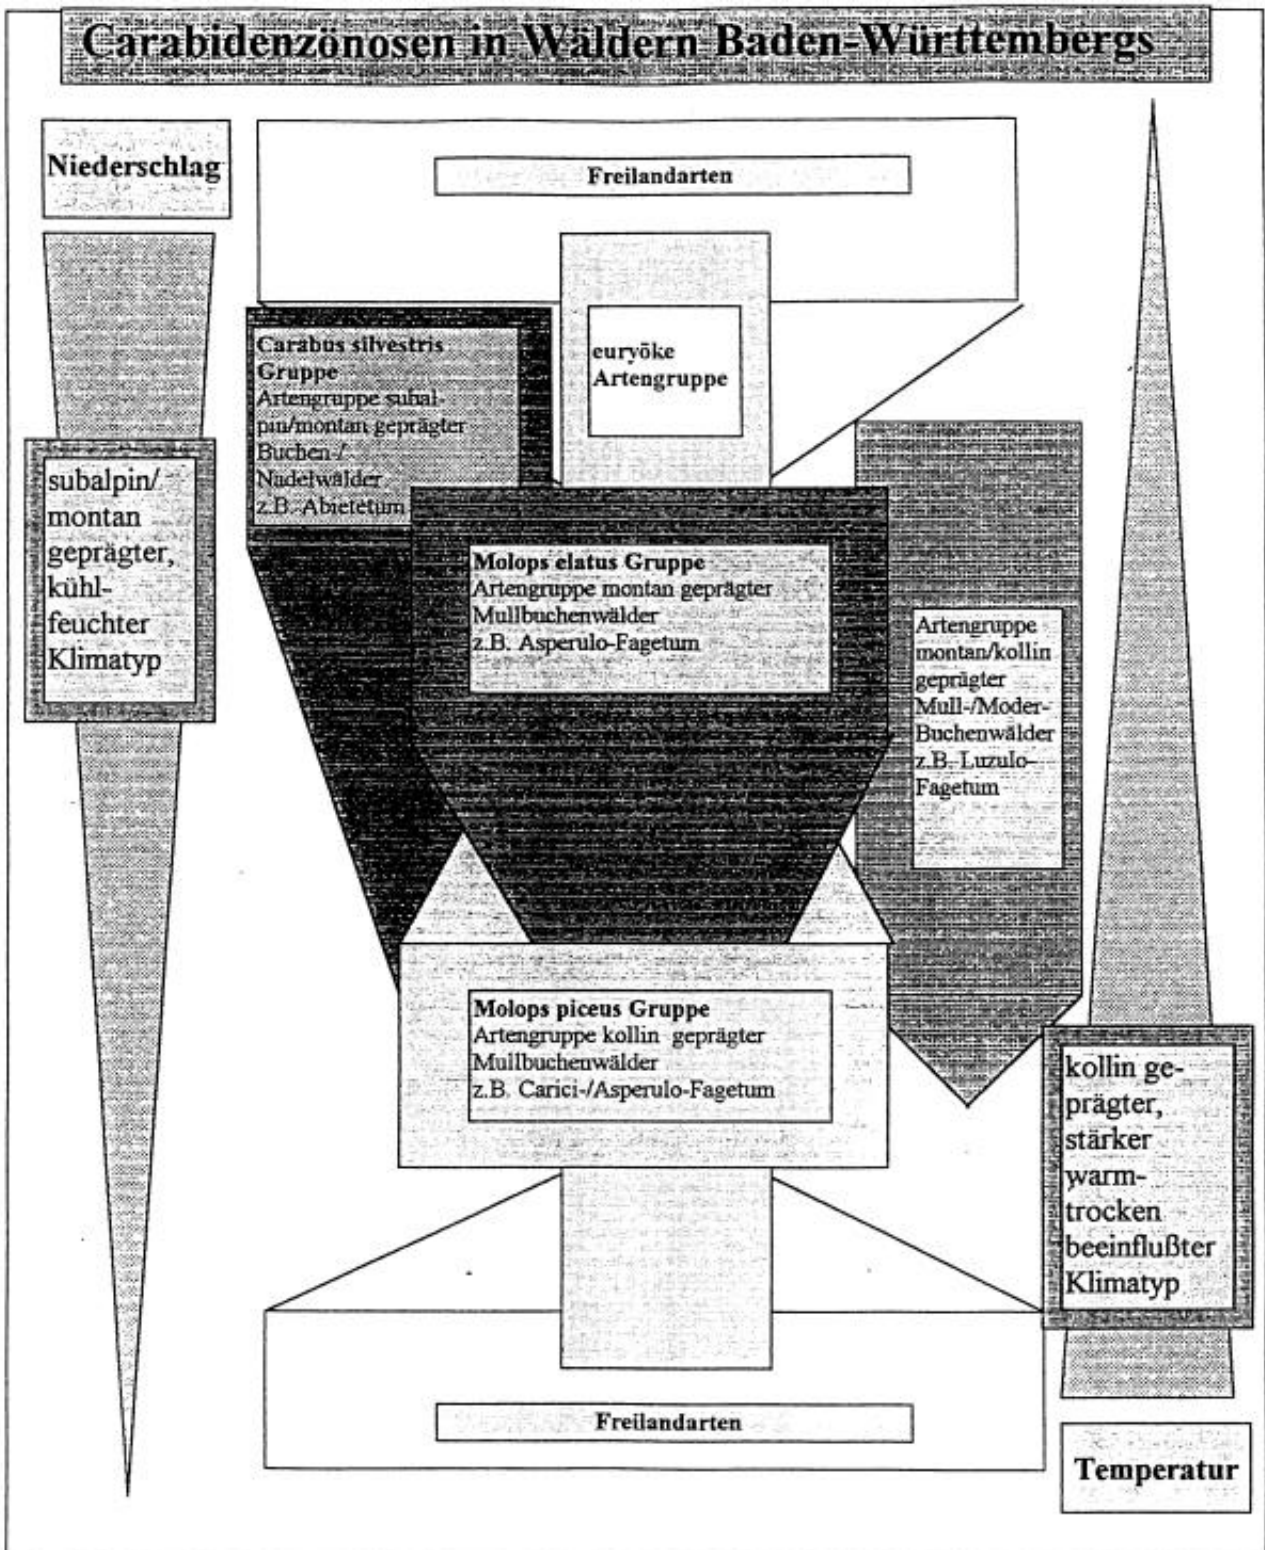 Carabidenzönosen in Wäldern Baden-Württembergs
Niederschlag
Freilandarten
euryöke
Artengruppe
Carabus silvestris
Gruppe
Artengruppe subal-
pin/montan geprägter
Buchen-/
Nadelwälder
z.B. Abietetum
subalpin/
montan
geprägter,
kühl-
feuchter
Klimatyp
Molops elatus Gruppe
Artengruppe montan geprägter
Mullbuchenwälder
z.B. Asperulo-Fagetum
Artengruppe
montan/kollin
geprägter
Mull-/Moder-
Buchenwälder
z.B. Luzulo-
Fagetum
Molops piceus Gruppe
Artengruppe kollin geprägter
Mullbuchenwälder
z.B. Carici-/Asperulo-Fagetum
kollin ge-
prägter,
stärker
warm-
trocken
beeinflußter
Klimatyp
Freilandarten
Temperatur